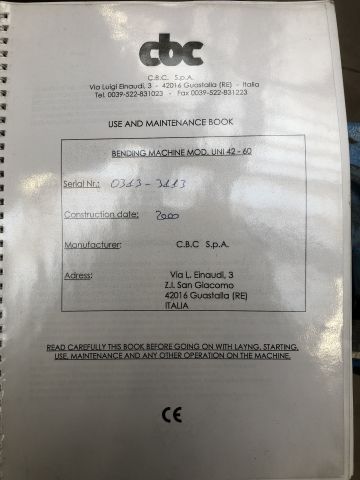 cbc
C.B.C. S.p.A.
Via Luigi Einaudi, 3 - 42016 Guastalla (RE) - Italia
Tel. 0039-522-831023 - Fax 0039-522-831223
USE AND MAINTENANCE BOOK
BENDING MACHINE MOD. UNI 42 - 60
Serial Nr.: 0313 - 3113
Construction date: 2000
Manufacturer: C.B.C S.p.A.
Adress: Via L. Einaudi, 3
Z.I. San Giacomo
42016 Guastalla (RE)
ITALIA
READ CAREFULLY THIS BOOK BEFORE GOING ON WITH LAYNG, STARTING,
USE, MAINTENANCE AND ANY OTHER OPERATION ON THE MACHINE.
CE